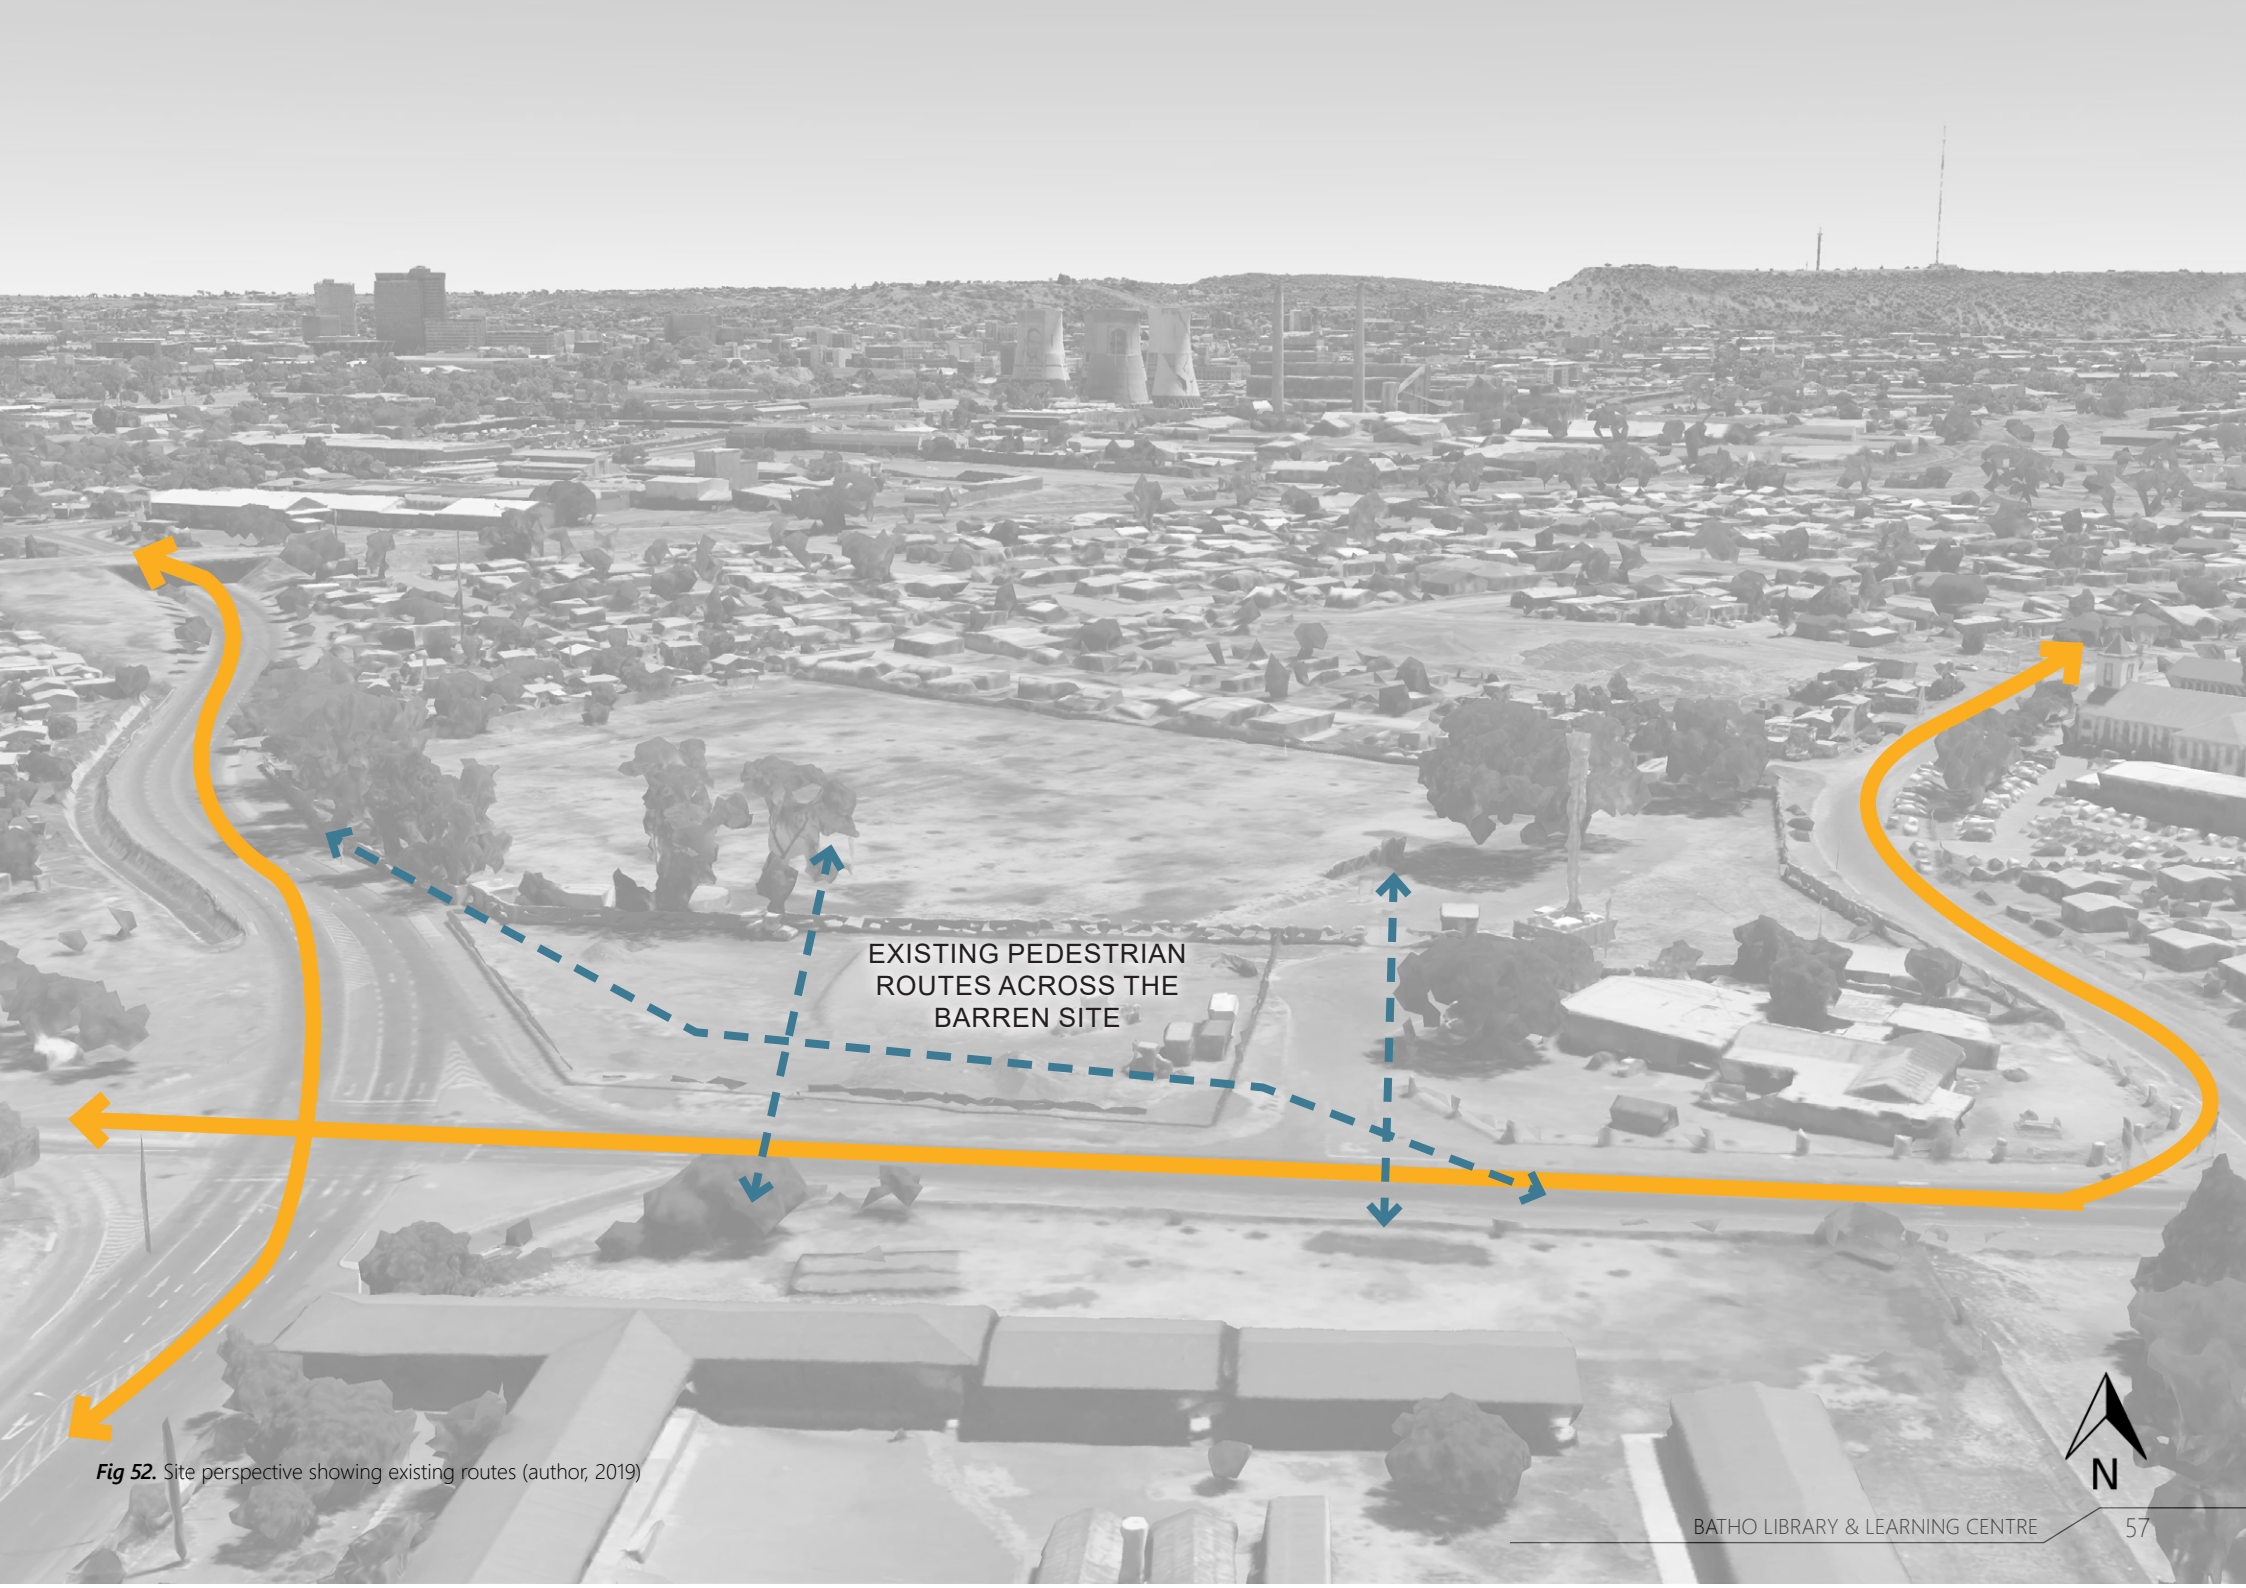 EXISTING PEDESTRIAN
ROUTES ACROSS THE
BARREN SITE
Fig 52. Site perspective showing existing routes (author, 2019)
N
BATHO LIBRARY & LEARNING CENTRE
57